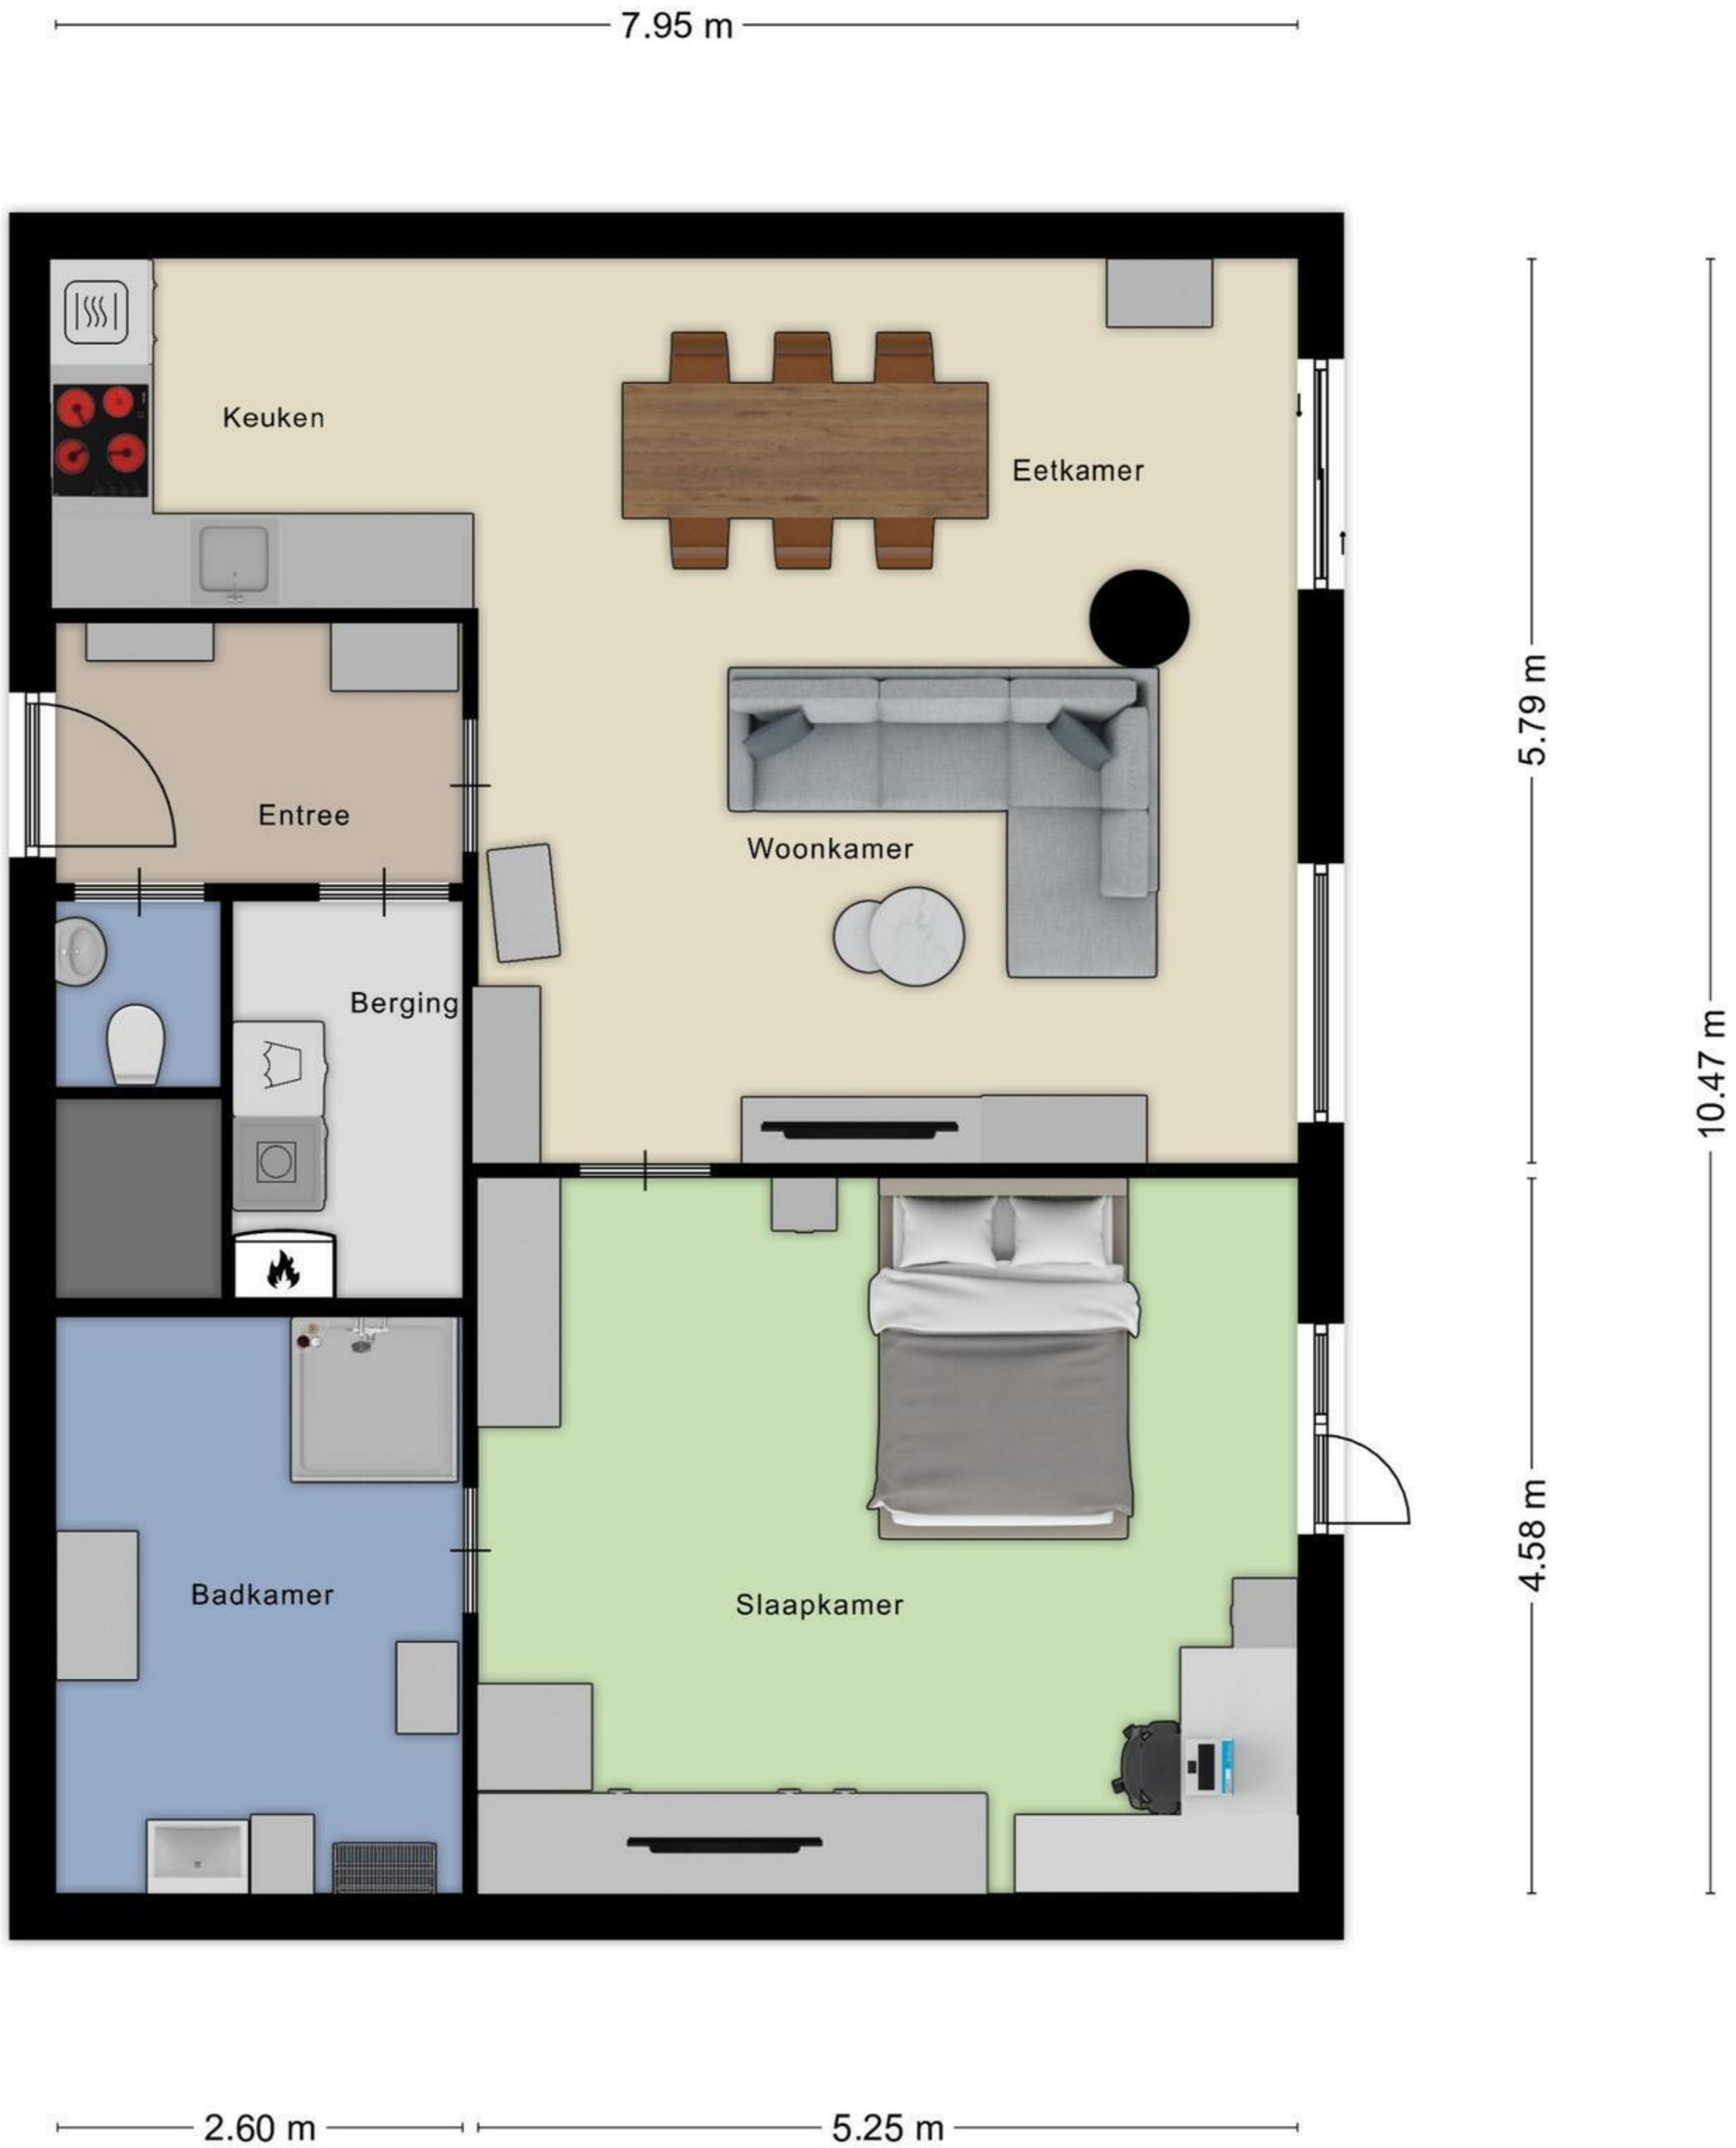 7.95 m
Keuken
Eetkamer
5.79 m
Entree
Woonkamer
Berging
10.47 m
4.58 m
Badkamer
Slaapkamer
2.60 m
5.25 m